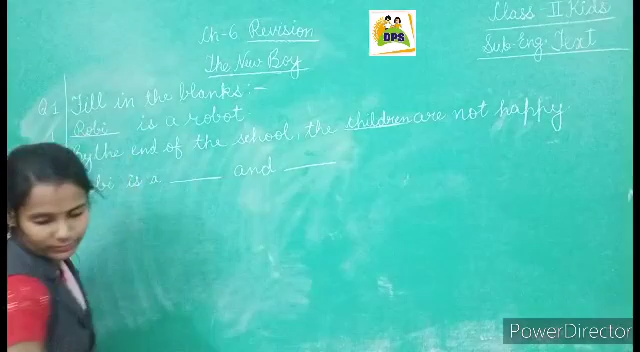 Ch-6 Revision
The New Boy
DPS
Class - II Kids
Sub-Eng. Text
Q1 Fill in the blanks:-
Robi is a robot
By the end of the school, the children are not happy
bi is a ____ and ____
PowerDirector